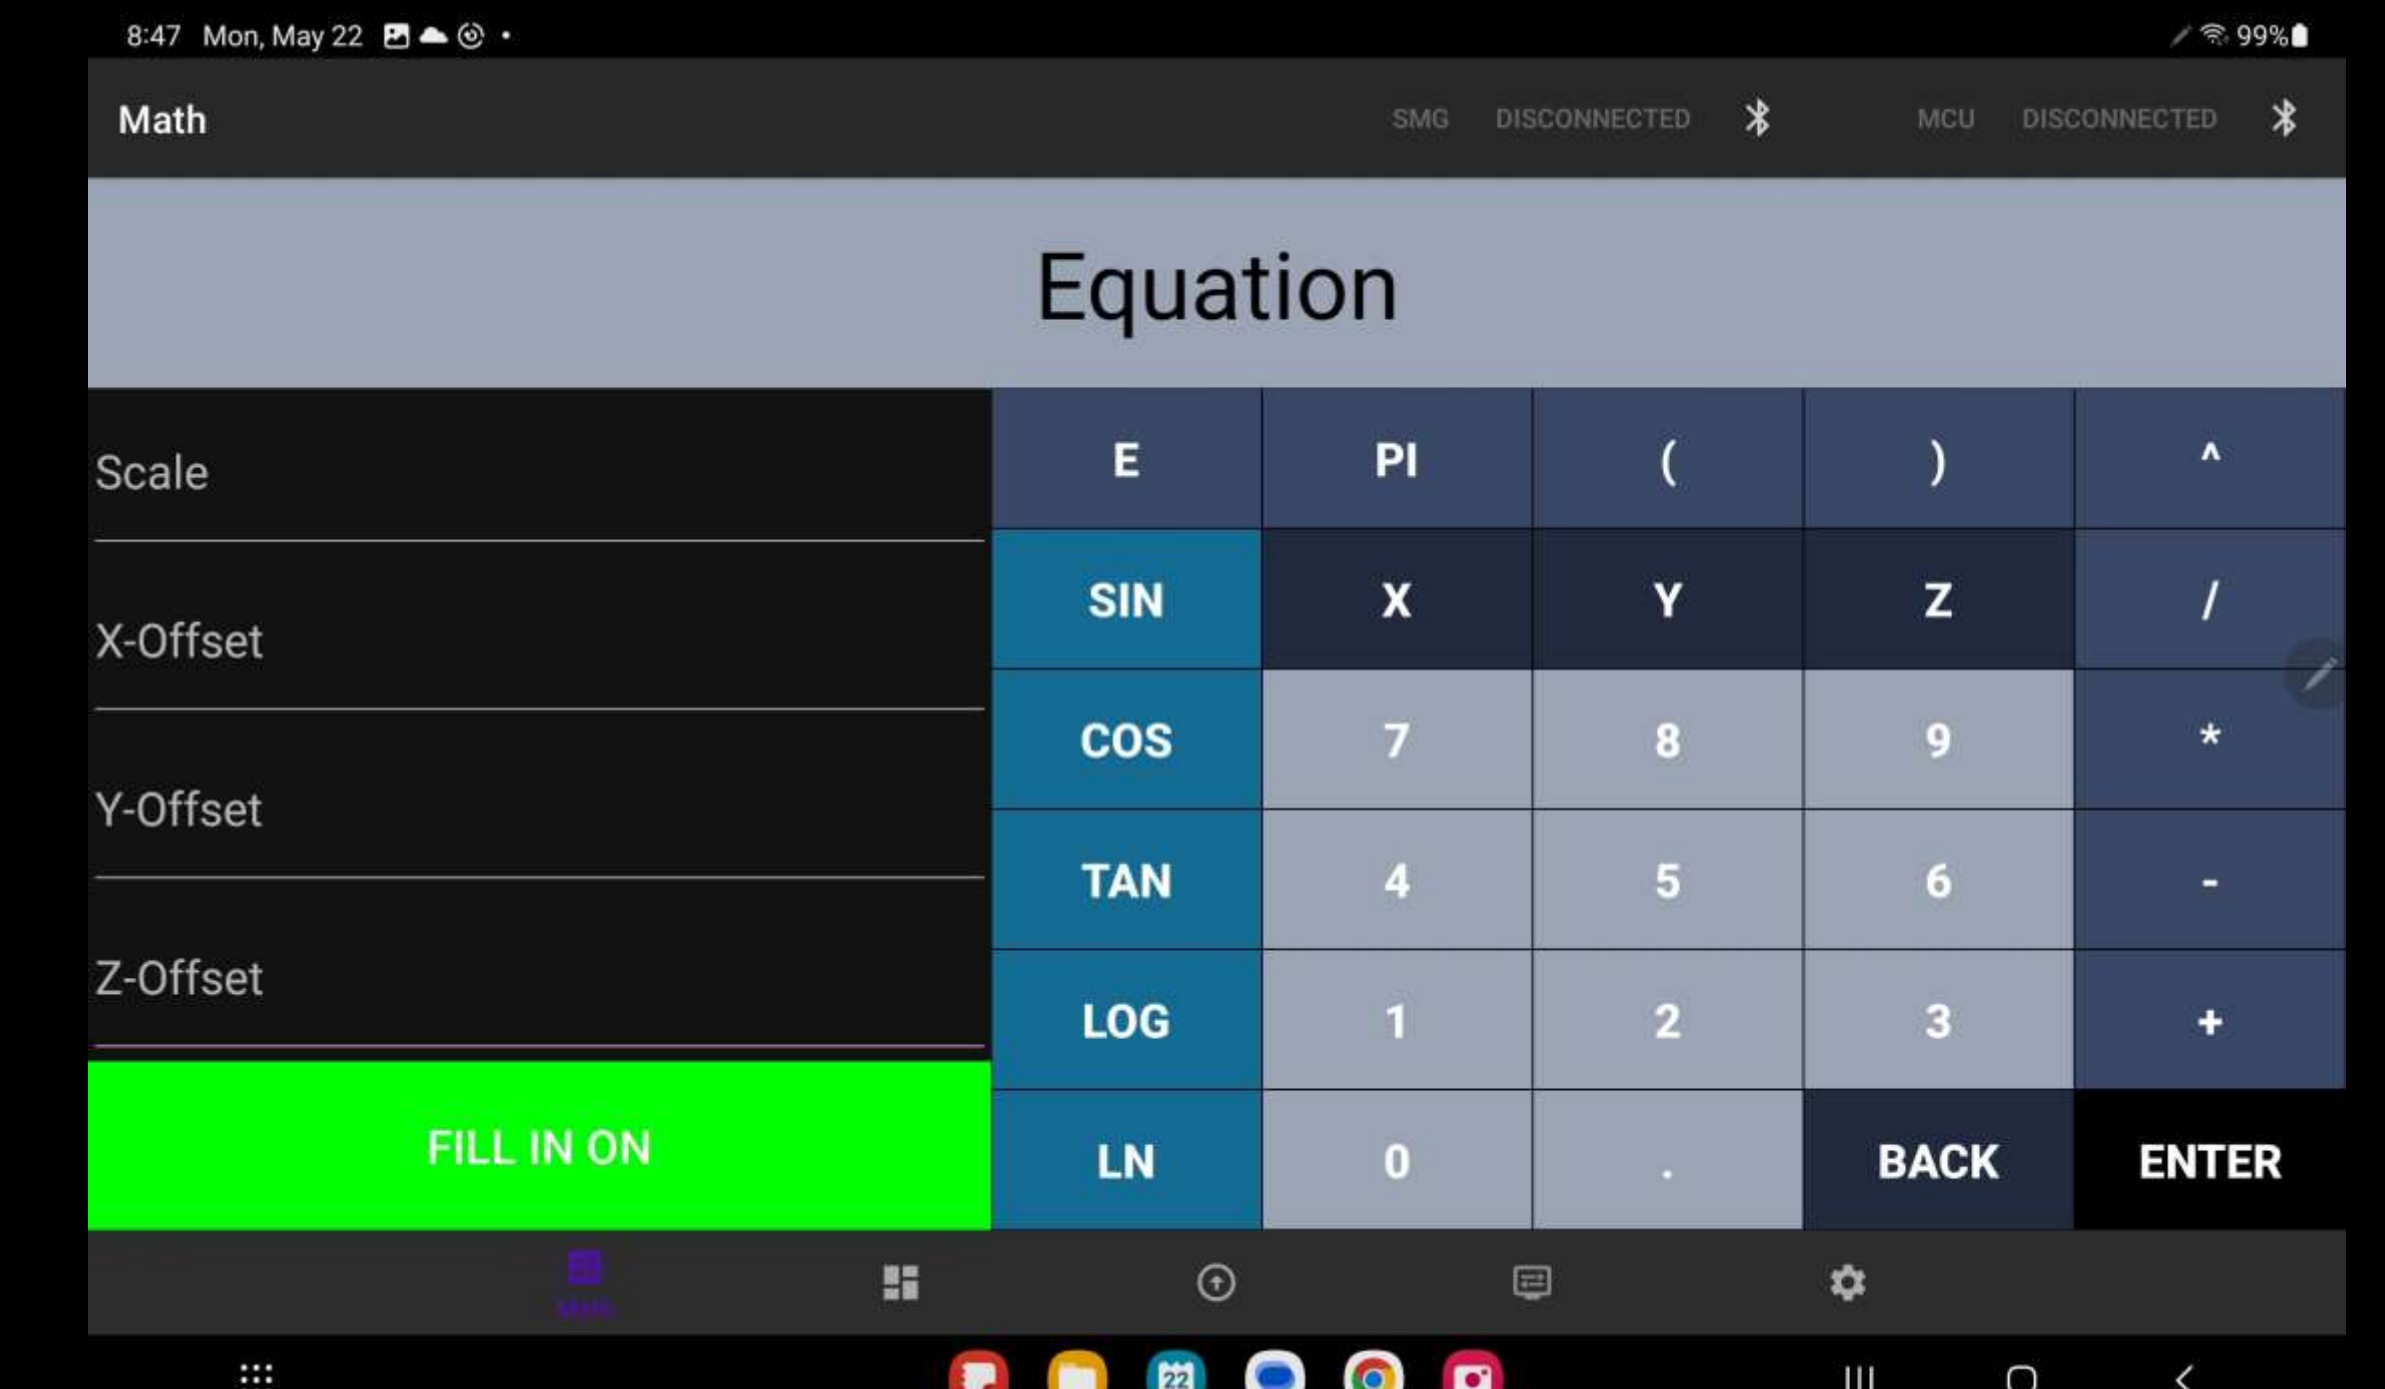 8:47 Mon, May 22 99%
Math SMG DISCONNECTED MCU DISCONNECTED
Equation
Scale
X-Offset
Y-Offset
Z-Offset
FILL IN ON
E PI ( ) ^
SIN X Y Z /
COS 7 8 9 *
TAN 4 5 6 -
LOG 1 2 3 +
LN 0 . BACK ENTER
22